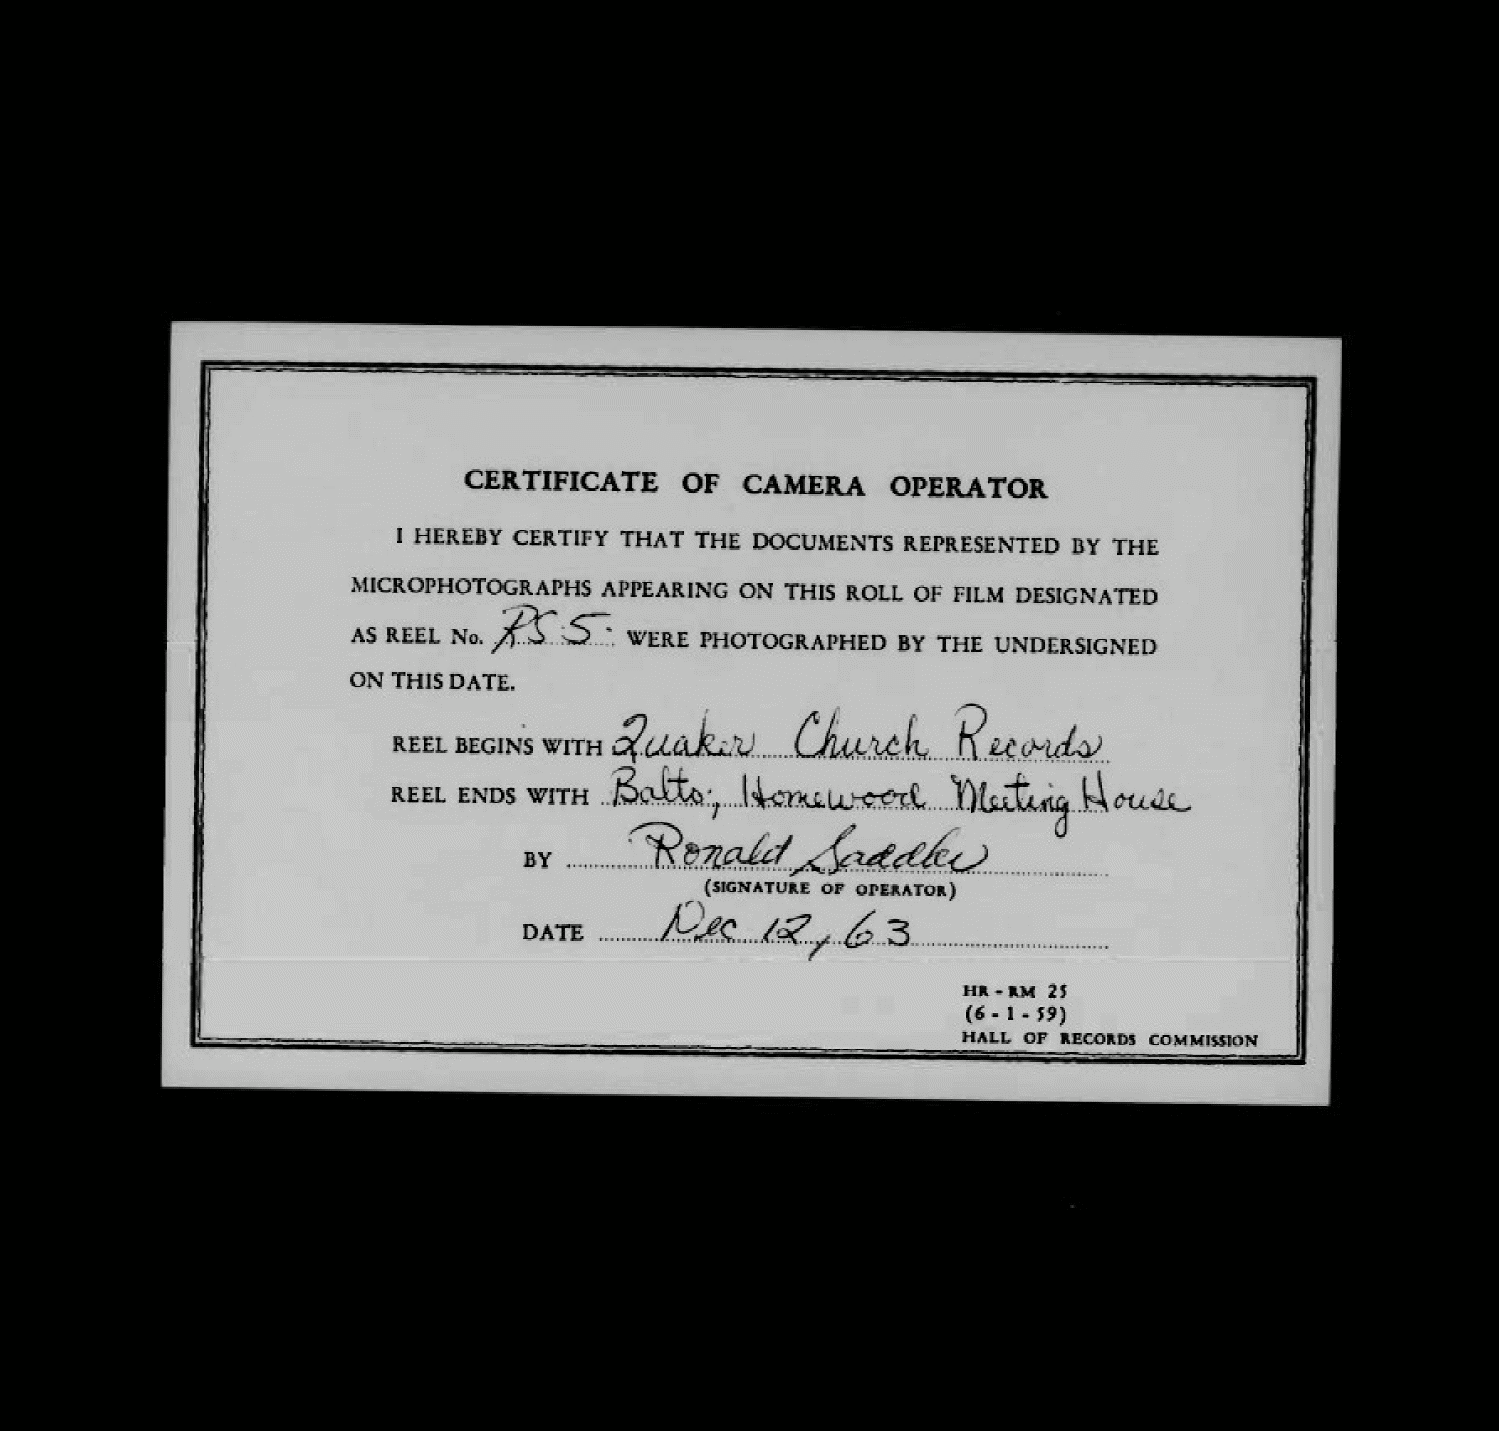 CERTIFICATE OF CAMERA OPERATOR
I HEREBY CERTIFY THAT THE DOCUMENTS REPRESENTED BY THE
MICROPHOTOGRAPHS APPEARING ON THIS ROLL OF FILM DESIGNATED
AS REEL No. RS 5 WERE PHOTOGRAPHED BY THE UNDERSIGNED
ON THIS DATE.
REEL BEGINS WITH Quaker Church Records
REEL ENDS WITH Balto; Homewood Meeting House
BY Ronald Saddler
(SIGNATURE OF OPERATOR)
DATE Dec 12, 63
HR - RM 25
(6 - 1 - 59)
HALL OF RECORDS COMMISSION